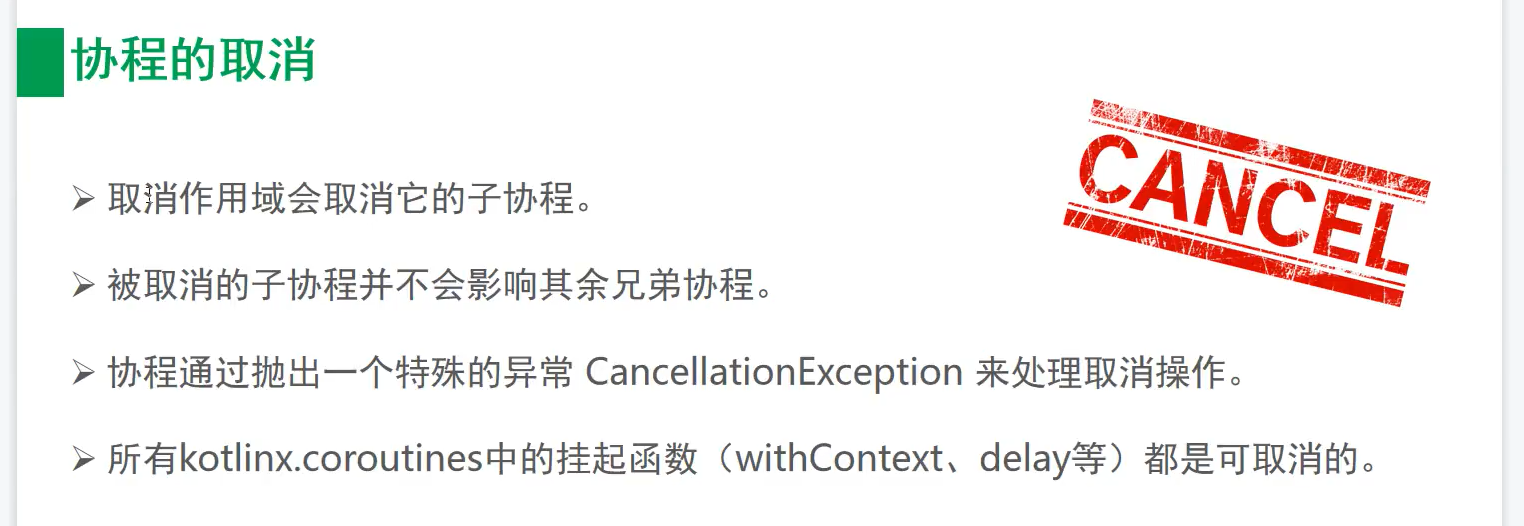 协程的取消
CANCEL
取消作用域会取消它的子协程。
被取消的子协程并不会影响其余兄弟协程。
协程通过抛出一个特殊的异常 CancellationException 来处理取消操作。
所有kotlinx.coroutines中的挂起函数（withContext、delay等）都是可取消的。